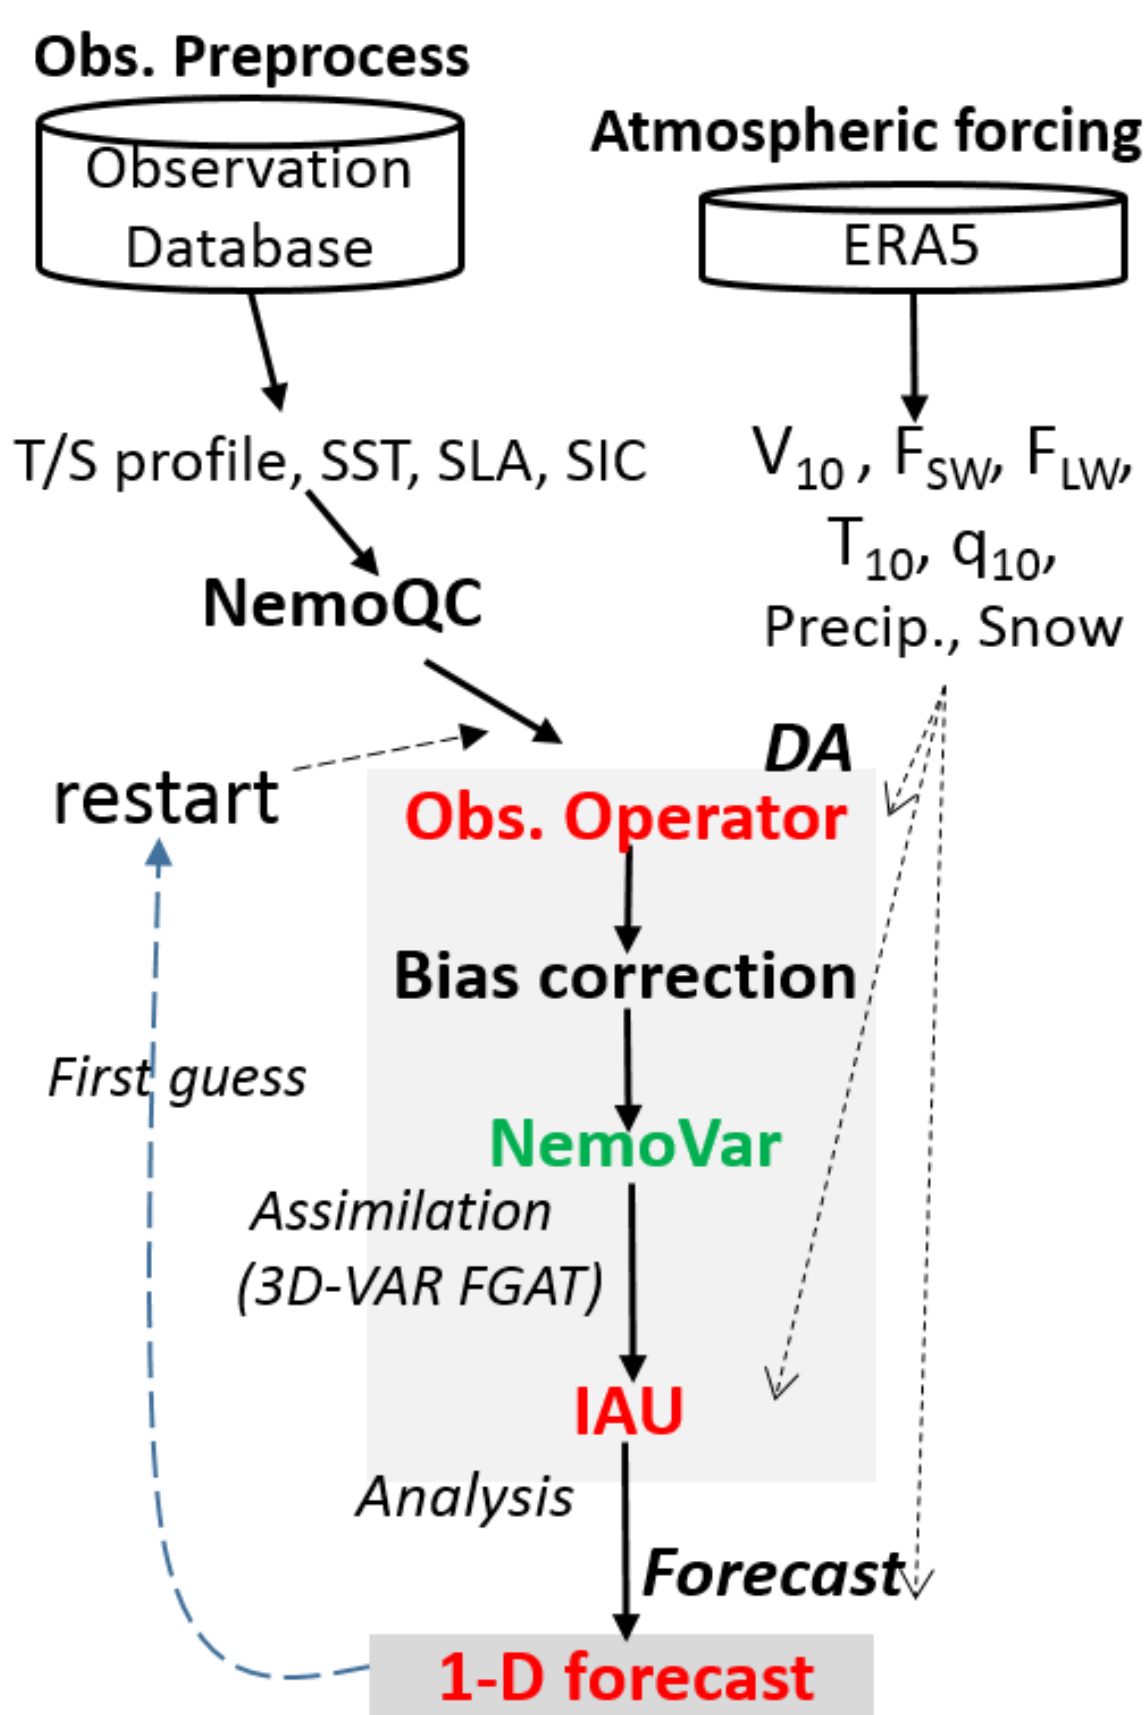 Obs. Preprocess
Observation
Database
Atmospheric forcing
ERA5
T/S profile, SST, SLA, SIC
V10 , FSW, FLW,
T10, q10,
Precip., Snow
NemoQC
restart
DA
Obs. Operator
Bias correction
First guess
NemoVar
Assimilation
(3D-VAR FGAT)
IAU
Analysis
Forecast
1-D forecast